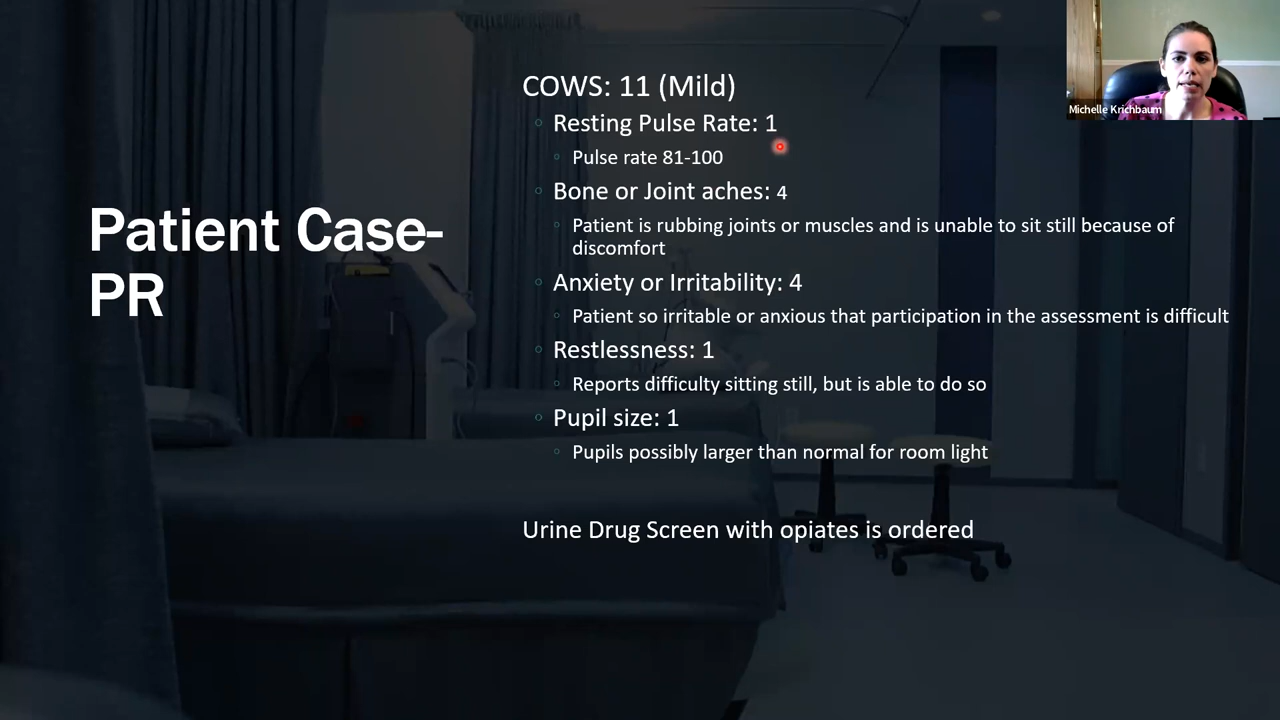 Patient Case-
PR
COWS: 11 (Mild)
Resting Pulse Rate: 1
Pulse rate 81-100
Bone or Joint aches: 4
Patient is rubbing joints or muscles and is unable to sit still because of
discomfort
Anxiety or Irritability: 4
Patient so irritable or anxious that participation in the assessment is difficult
Restlessness: 1
Reports difficulty sitting still, but is able to do so
Pupil size: 1
Pupils possibly larger than normal for room light
Urine Drug Screen with opiates is ordered
Michelle Krichbaum